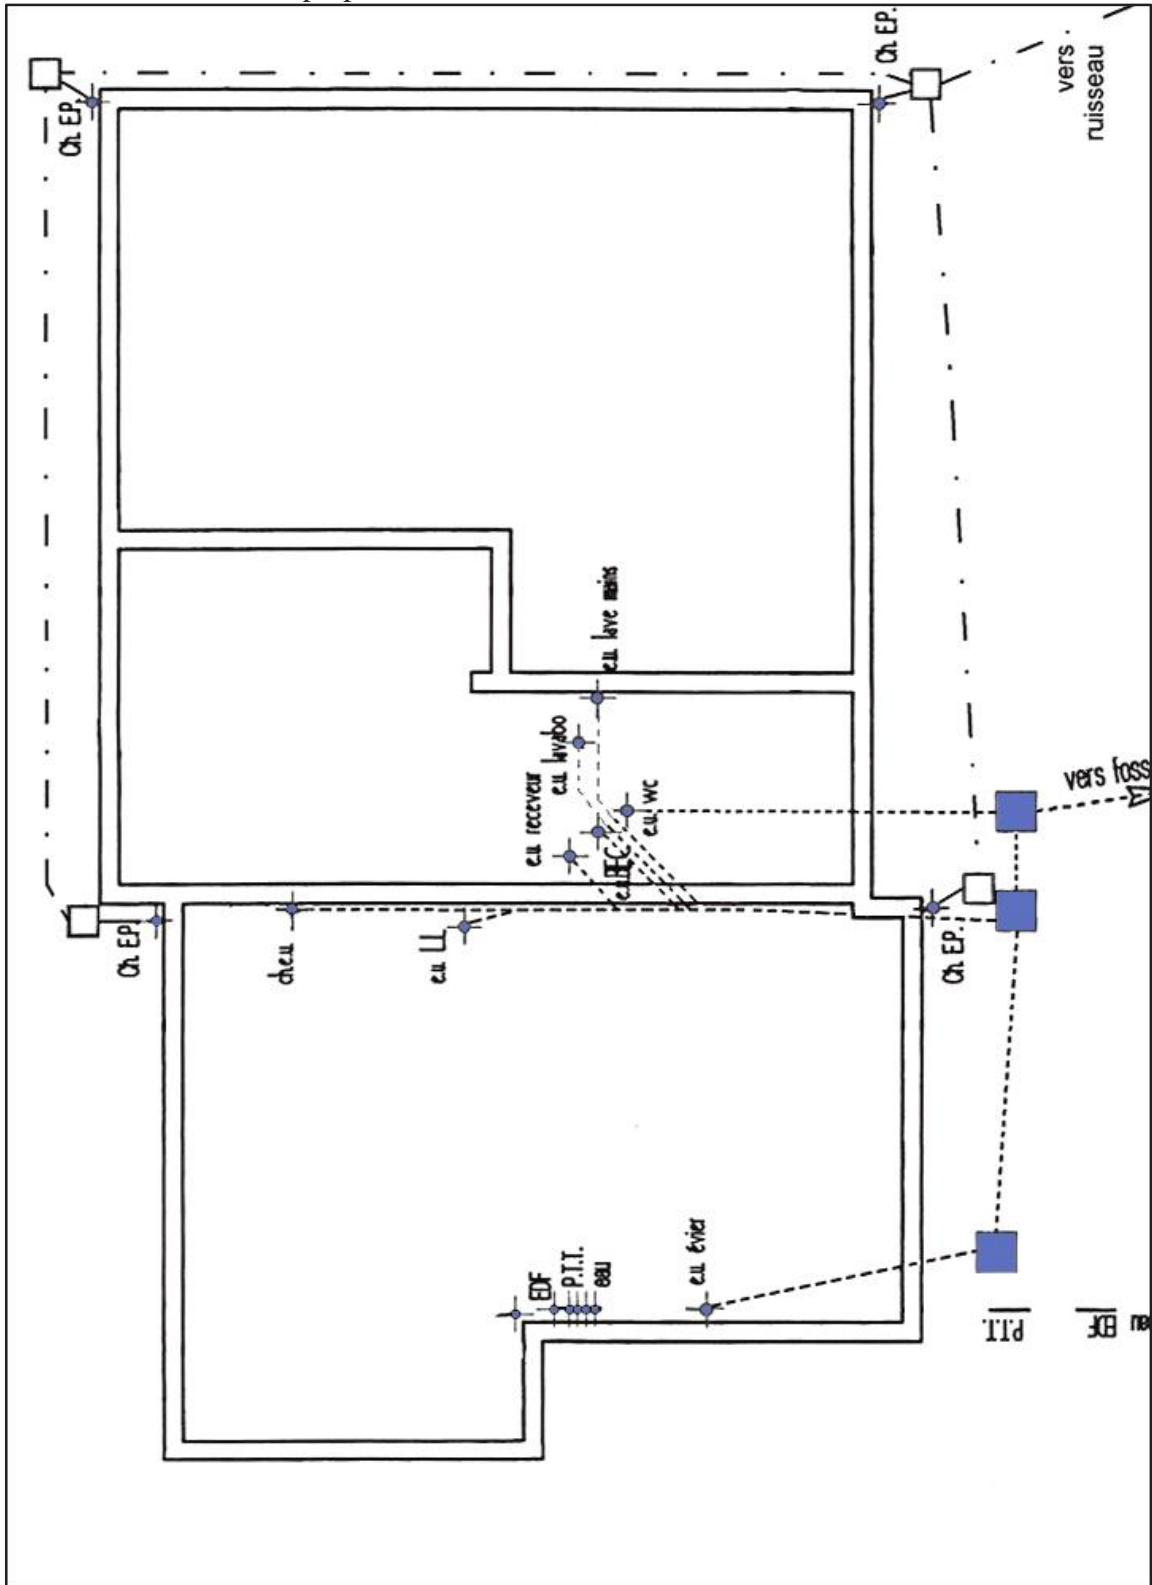 Ch. EP.
vers
ruisseau
Ch. EP.
e.u. lave mains
e.u. lavabo
e.u. receveur
e.u. wc
vers foss
Ch. EP.
ch.e.u.
e.u. LL
Ch. EP.
EDF
P.T.T.
eau
e.u. évier
P.T.T.
EDF
au